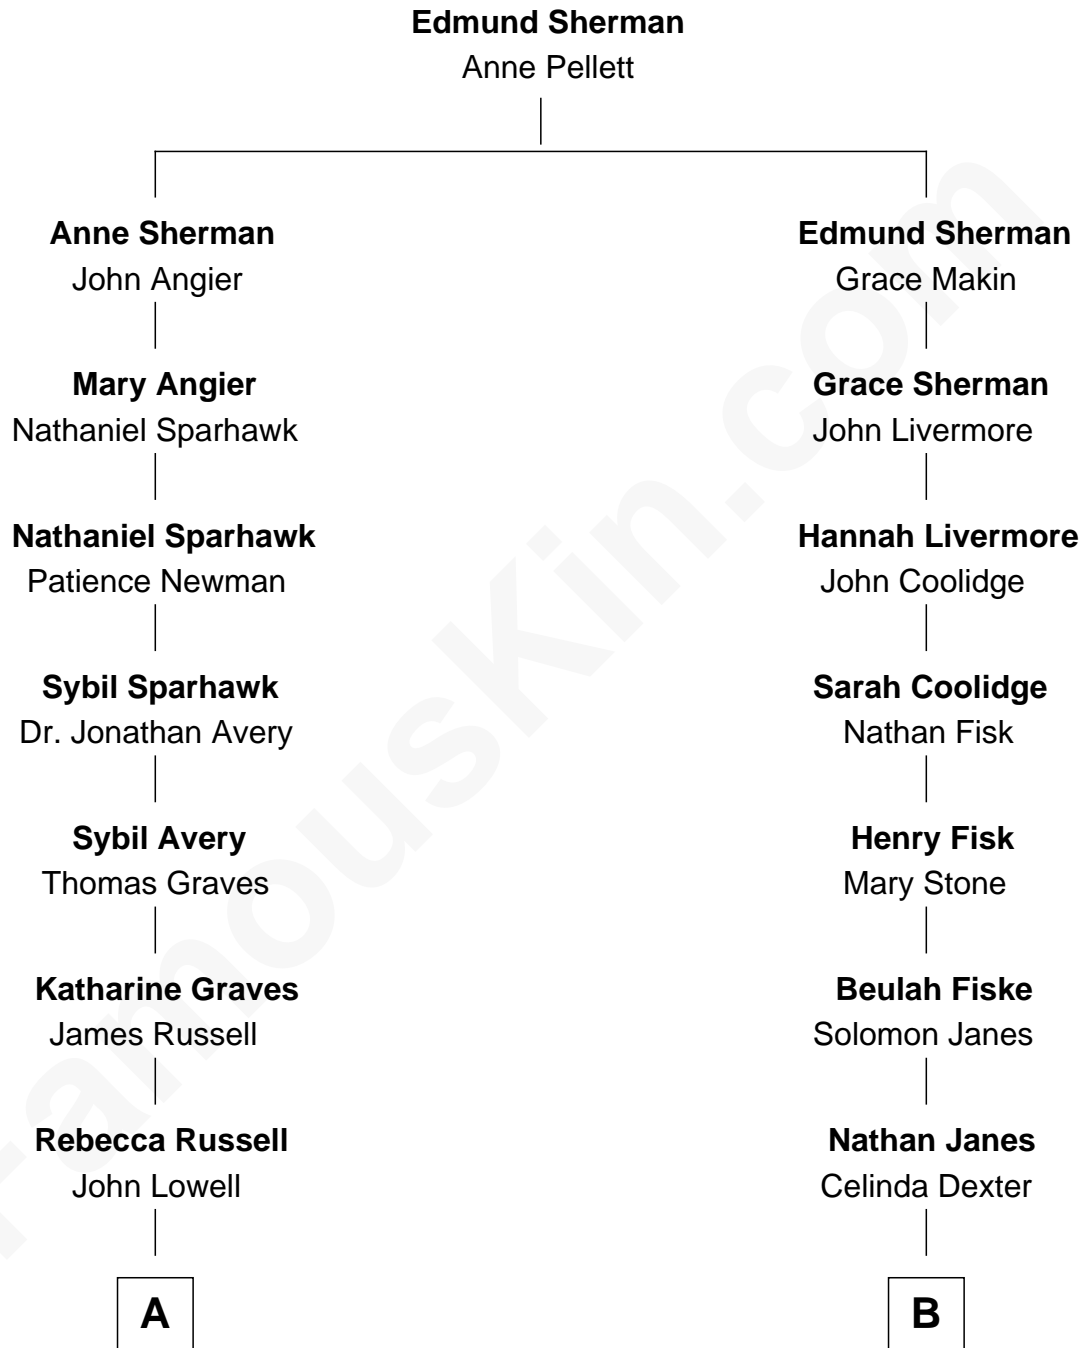 Edmund Sherman
Anne Pellett
Anne Sherman
John Angier
Edmund Sherman
Grace Makin
Mary Angier
Nathaniel Sparhawk
Grace Sherman
John Livermore
Nathaniel Sparhawk
Patience Newman
Hannah Livermore
John Coolidge
Sybil Sparhawk
Dr. Jonathan Avery
Sarah Coolidge
Nathan Fisk
Sybil Avery
Thomas Graves
Henry Fisk
Mary Stone
Katharine Graves
James Russell
Beulah Fiske
Solomon Janes
Rebecca Russell
John Lowell
Nathan Janes
Celinda Dexter
A
B
FamousKin.com